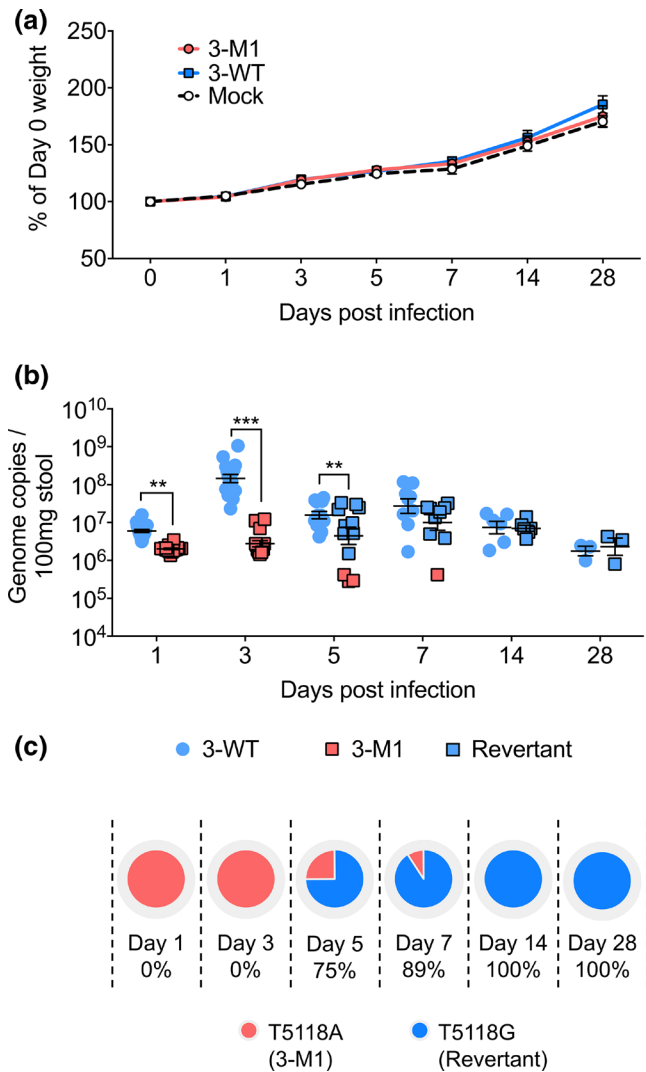 (a)
250
200
150
100
50
% of Day 0 weight
3-M1
3-WT
Mock
0 1 3 5 7 14 28
Days post infection
(b)
10^10
10^9
10^8
10^7
10^6
10^5
10^4
Genome copies /
100mg stool
** *** **
1 3 5 7 14 28
Days post infection
(c)
3-WT 3-M1 Revertant
Day 1 Day 3 Day 5 Day 7 Day 14 Day 28
0% 0% 75% 89% 100% 100%
T5118A T5118G
(3-M1) (Revertant)